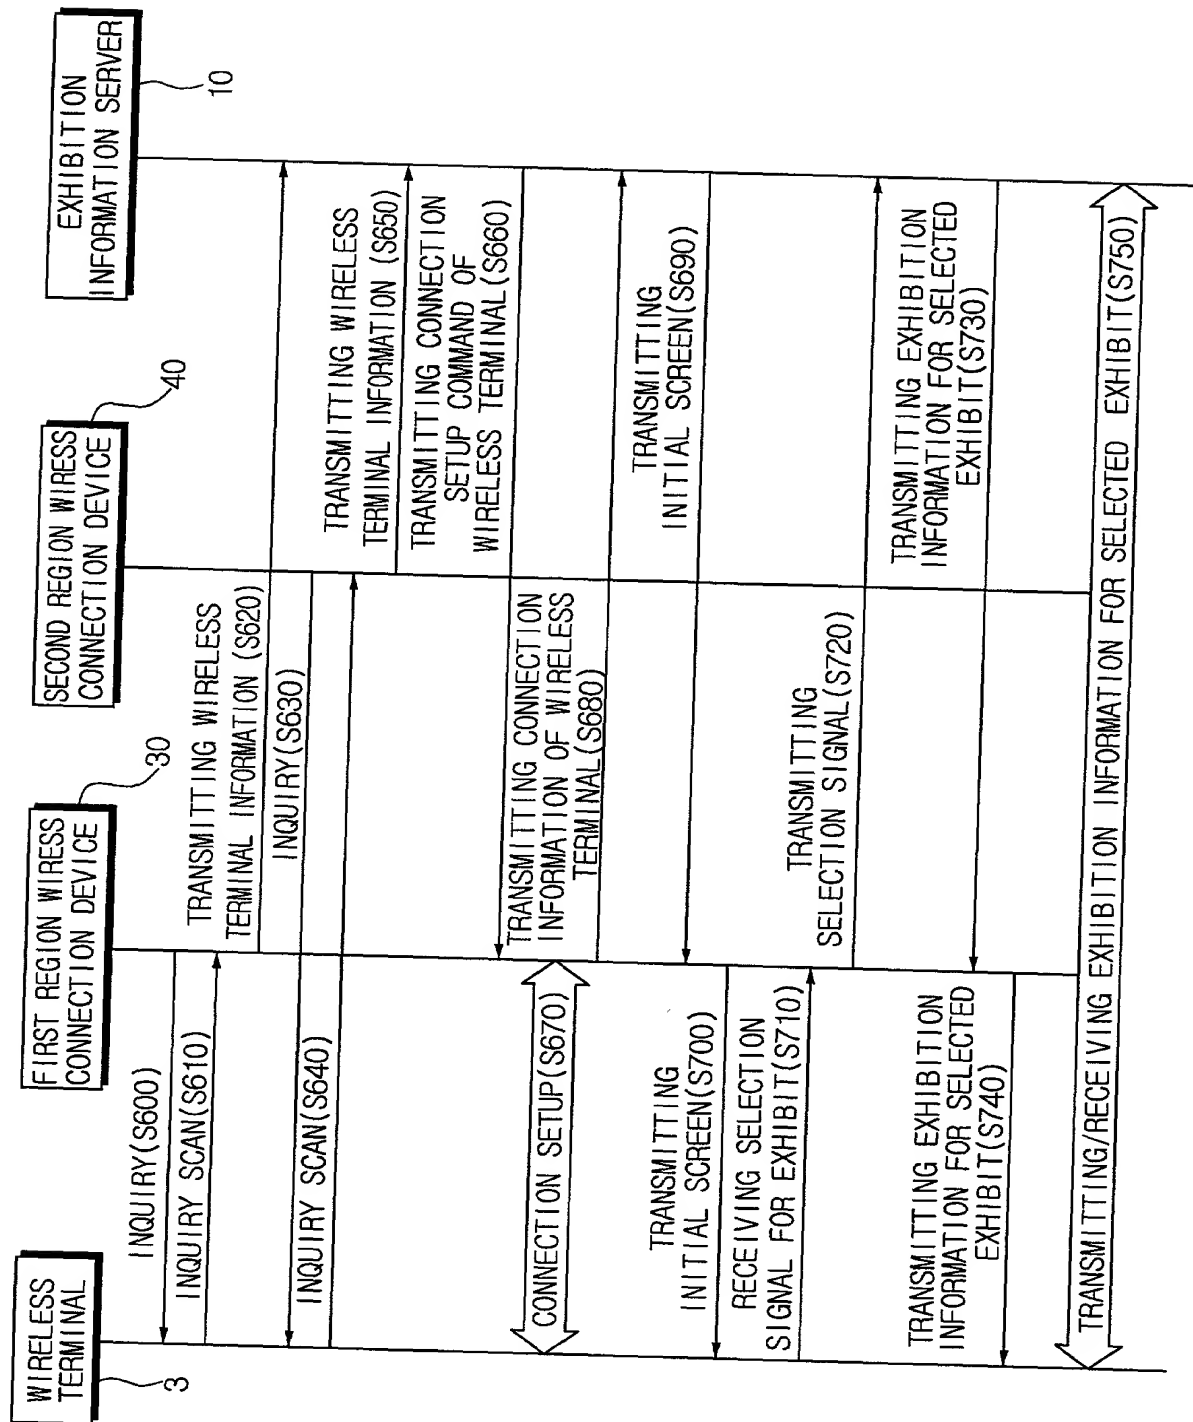 WIRELESS
TERMINAL
3
FIRST REGION WIRESS
CONNECTION DEVICE
30
SECOND REGION WIRESS
CONNECTION DEVICE
40
EXHIBITION
INFORMATION SERVER
10
INQUIRY(S600)
INQUIRY SCAN(S610)
TRANSMITTING WIRELESS
TERMINAL INFORMATION (S620)
INQUIRY(S630)
INQUIRY SCAN(S640)
TRANSMITTING WIRELESS
TERMINAL INFORMATION (S650)
TRANSMITTING CONNECTION
SETUP COMMAND OF
WIRELESS TERMINAL(S660)
CONNECTION SETUP(S670)
TRANSMITTING CONNECTION
INFORMATION OF WIRELESS
TERMINAL(S680)
TRANSMITTING
INITIAL SCREEN(S690)
TRANSMITTING
INITIAL SCREEN(S700)
RECEIVING SELECTION
SIGNAL FOR EXHIBIT(S710)
TRANSMITTING
SELECTION SIGNAL(S720)
TRANSMITTING EXHIBITION
INFORMATION FOR SELECTED
EXHIBIT(S730)
TRANSMITTING EXHIBITION
INFORMATION FOR SELECTED
EXHIBIT(S740)
TRANSMITTING/RECEIVING EXHIBITION INFORMATION FOR SELECTED EXHIBIT(S750)